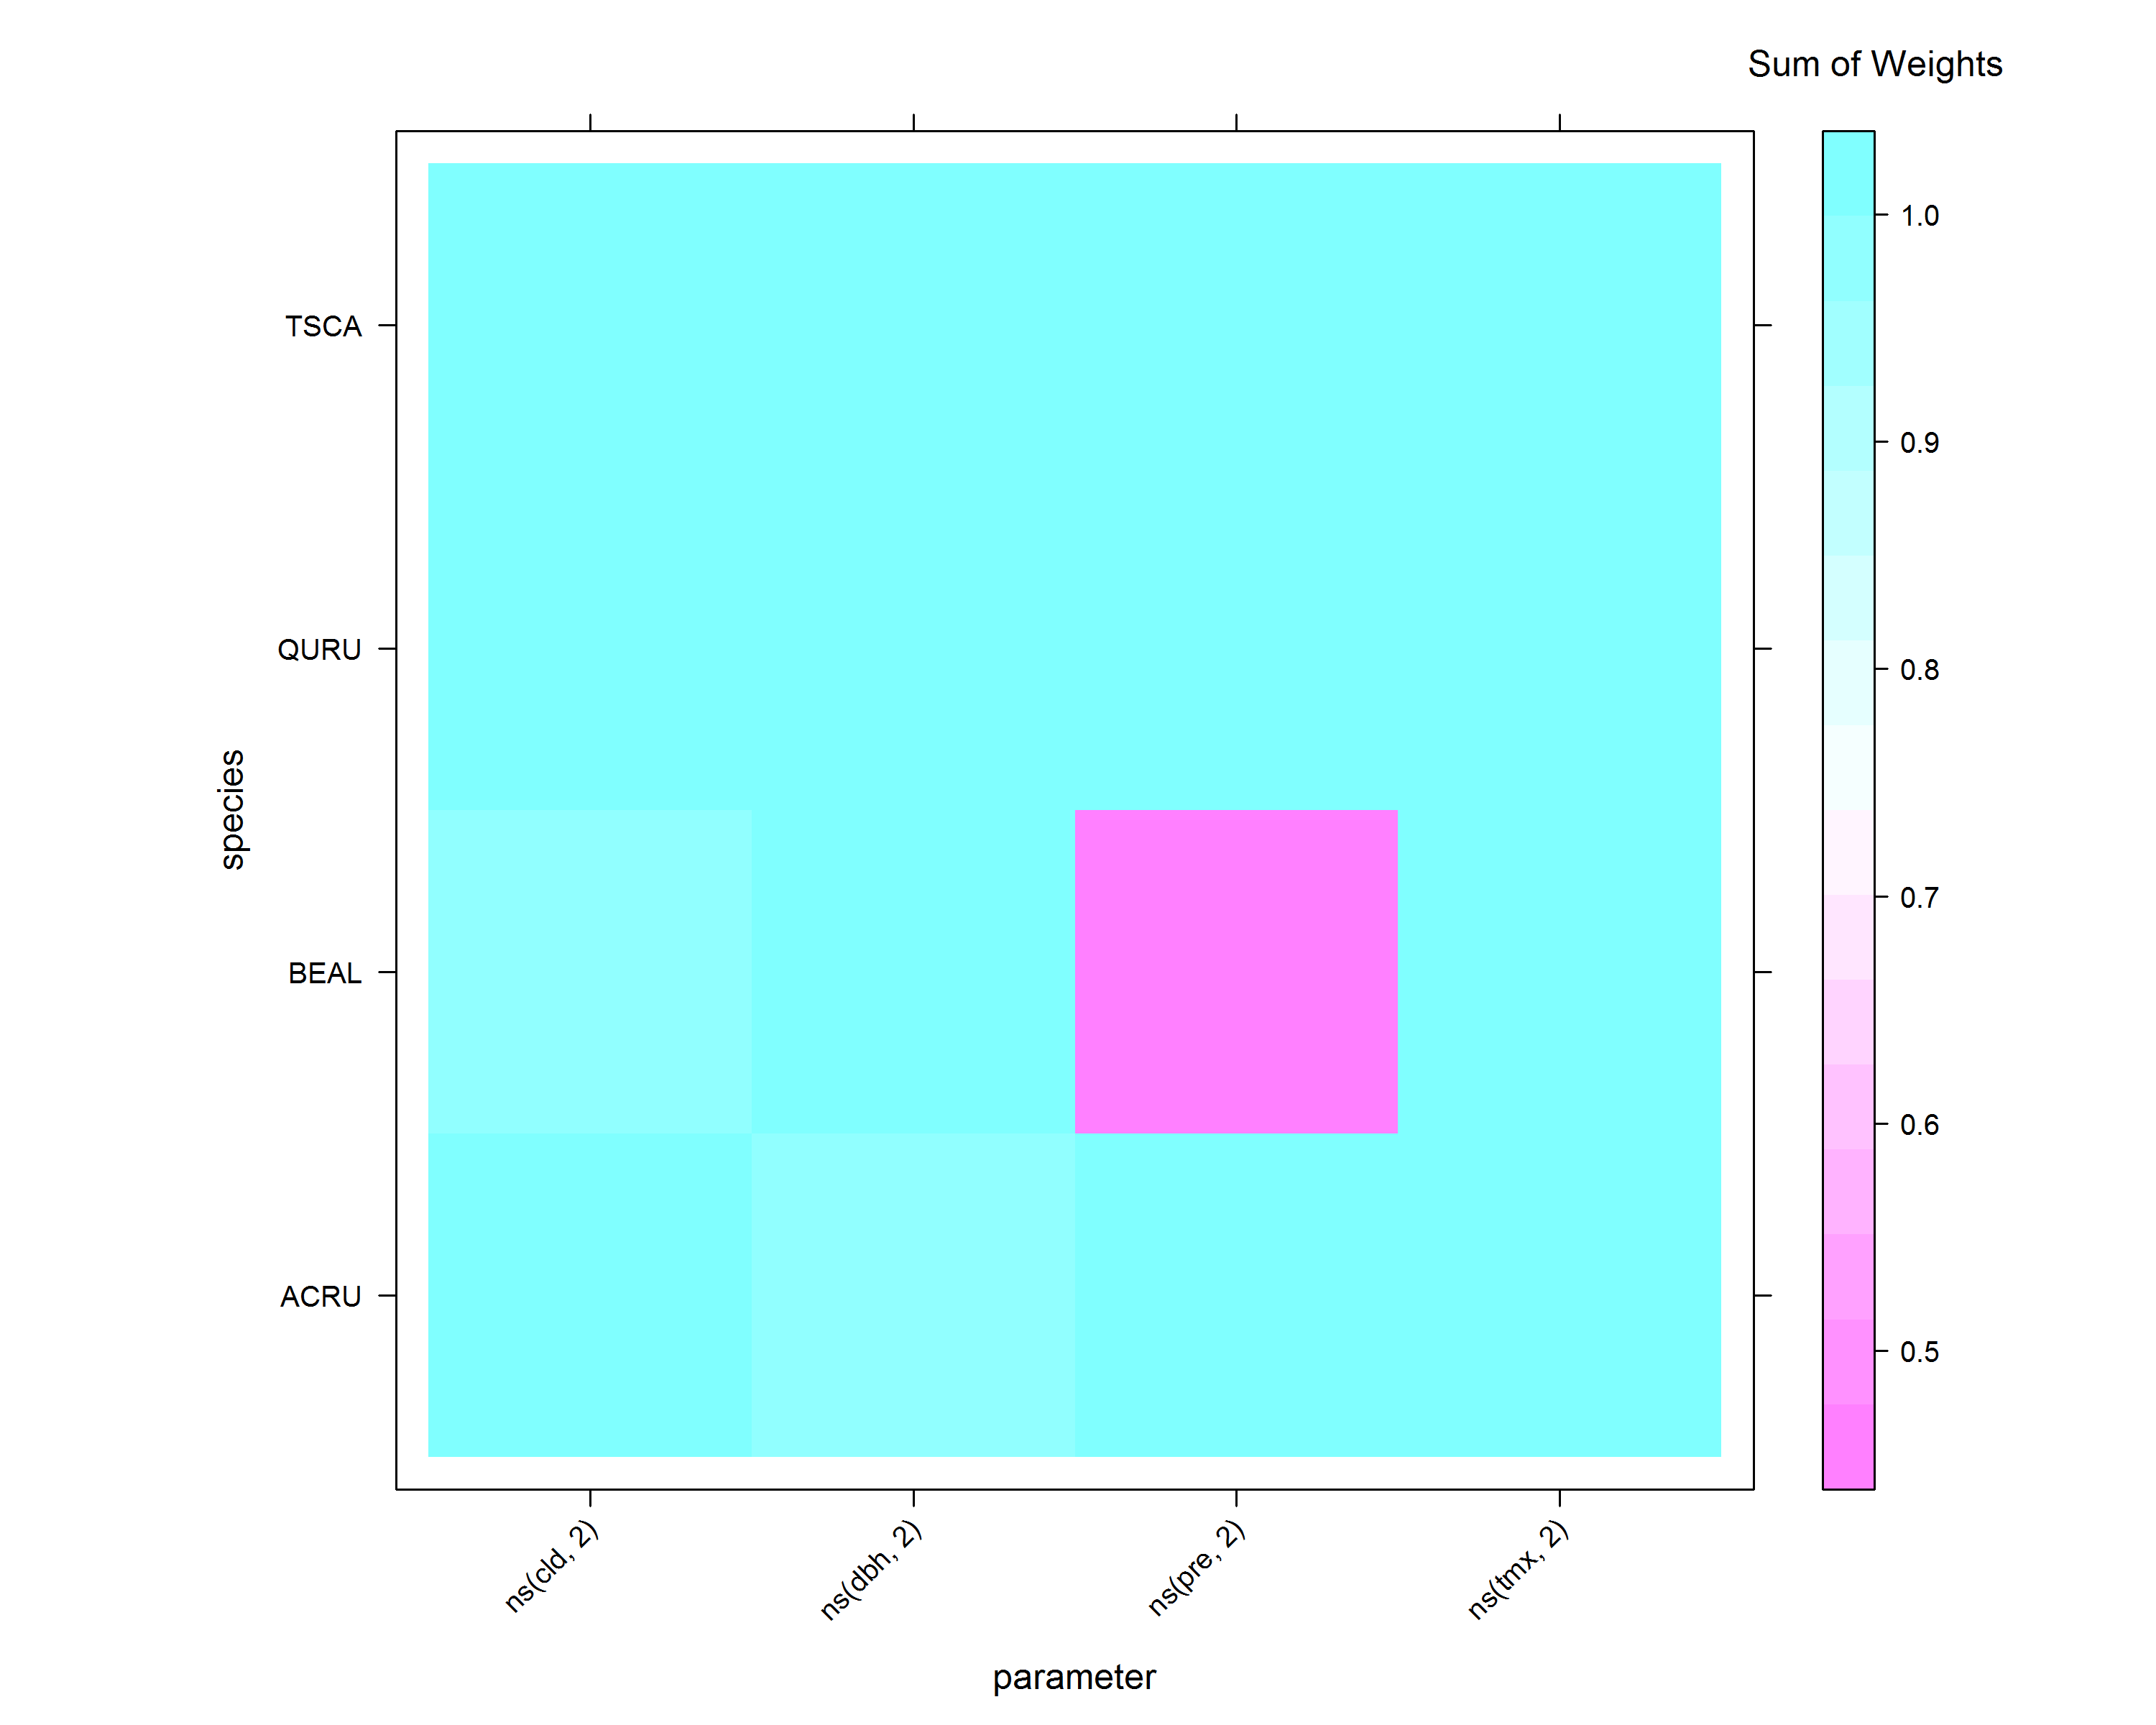 Sum of Weights
1.0
0.9
0.8
0.7
0.6
0.5
species
TSCA
QURU
BEAL
ACRU
ns(cld, 2)
ns(dbh, 2)
ns(pre, 2)
ns(tmx, 2)
parameter